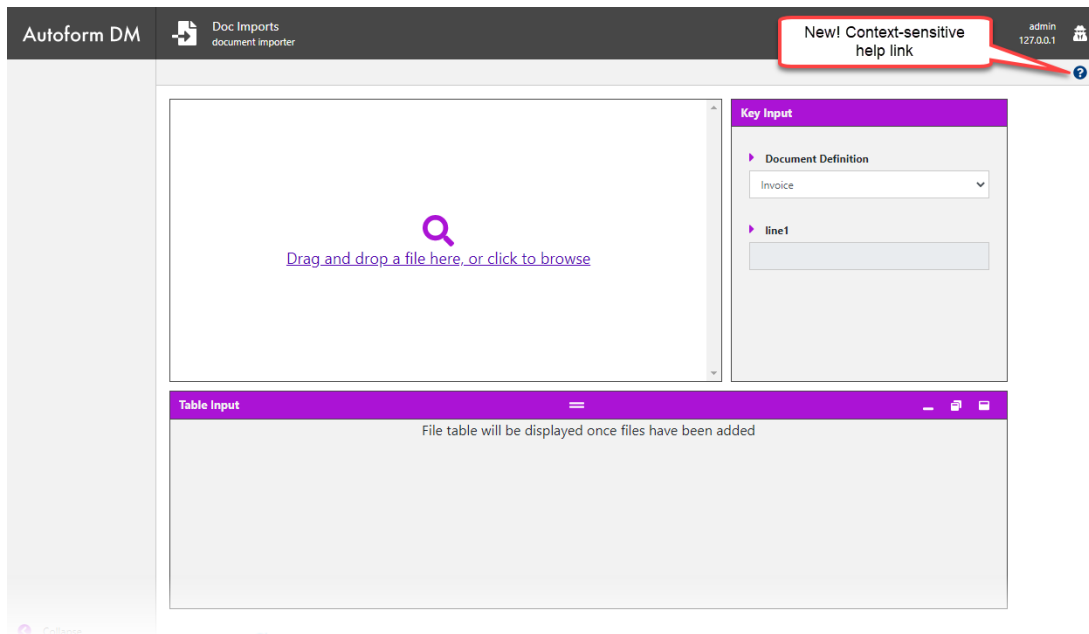 Autoform DM
Doc Imports
document importer
New! Context-sensitive
help link
admin
127.0.0.1
Key Input
Document Definition
Invoice
line1
Drag and drop a file here, or click to browse
Table Input
File table will be displayed once files have been added
Collapse